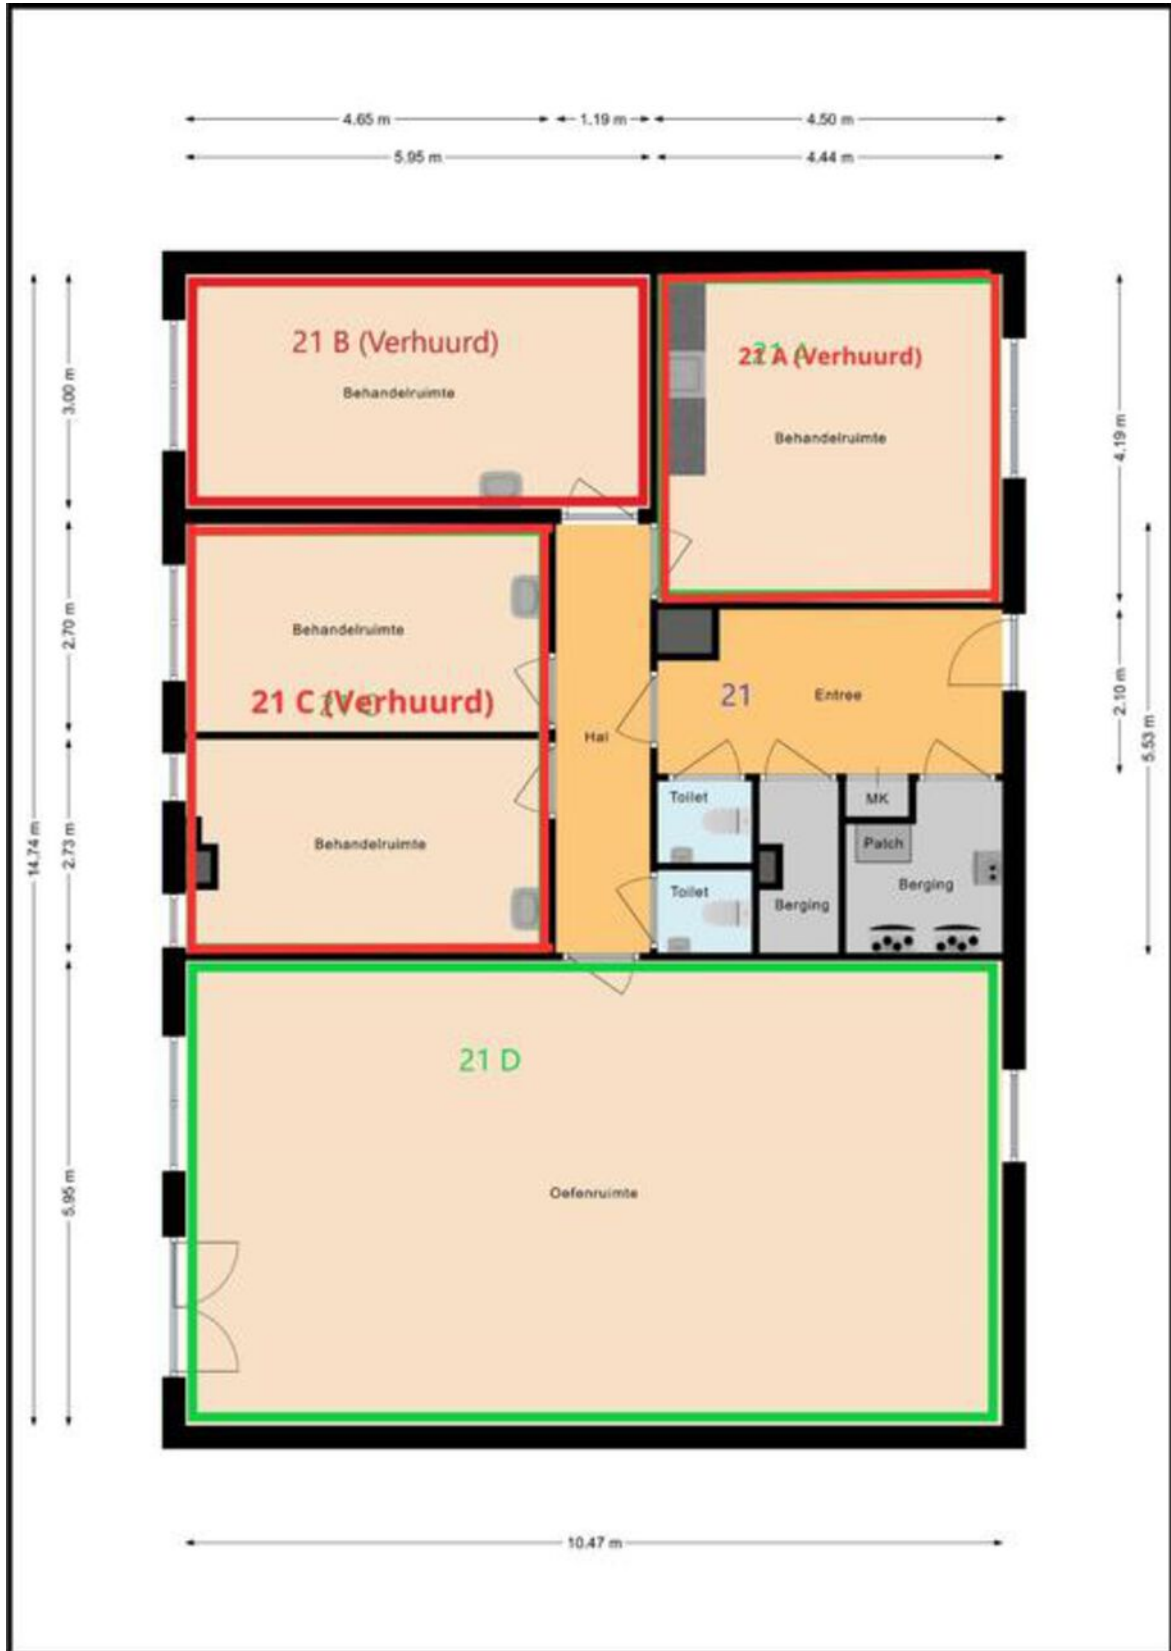 4.65 m
1.19 m
4.50 m
5.95 m
4.44 m
21 B (Verhuurd)
Behandelruimte
21 A (Verhuurd)
Behandelruimte
3.00 m
4.19 m
Behandelruimte
21 C (Verhuurd)
2.70 m
Hal
21
Entree
2.10 m
5.53 m
Toilet
MK
Patch
Berging
Behandelruimte
2.73 m
14.74 m
Toilet
Berging
21 D
Oefenruimte
5.95 m
10.47 m